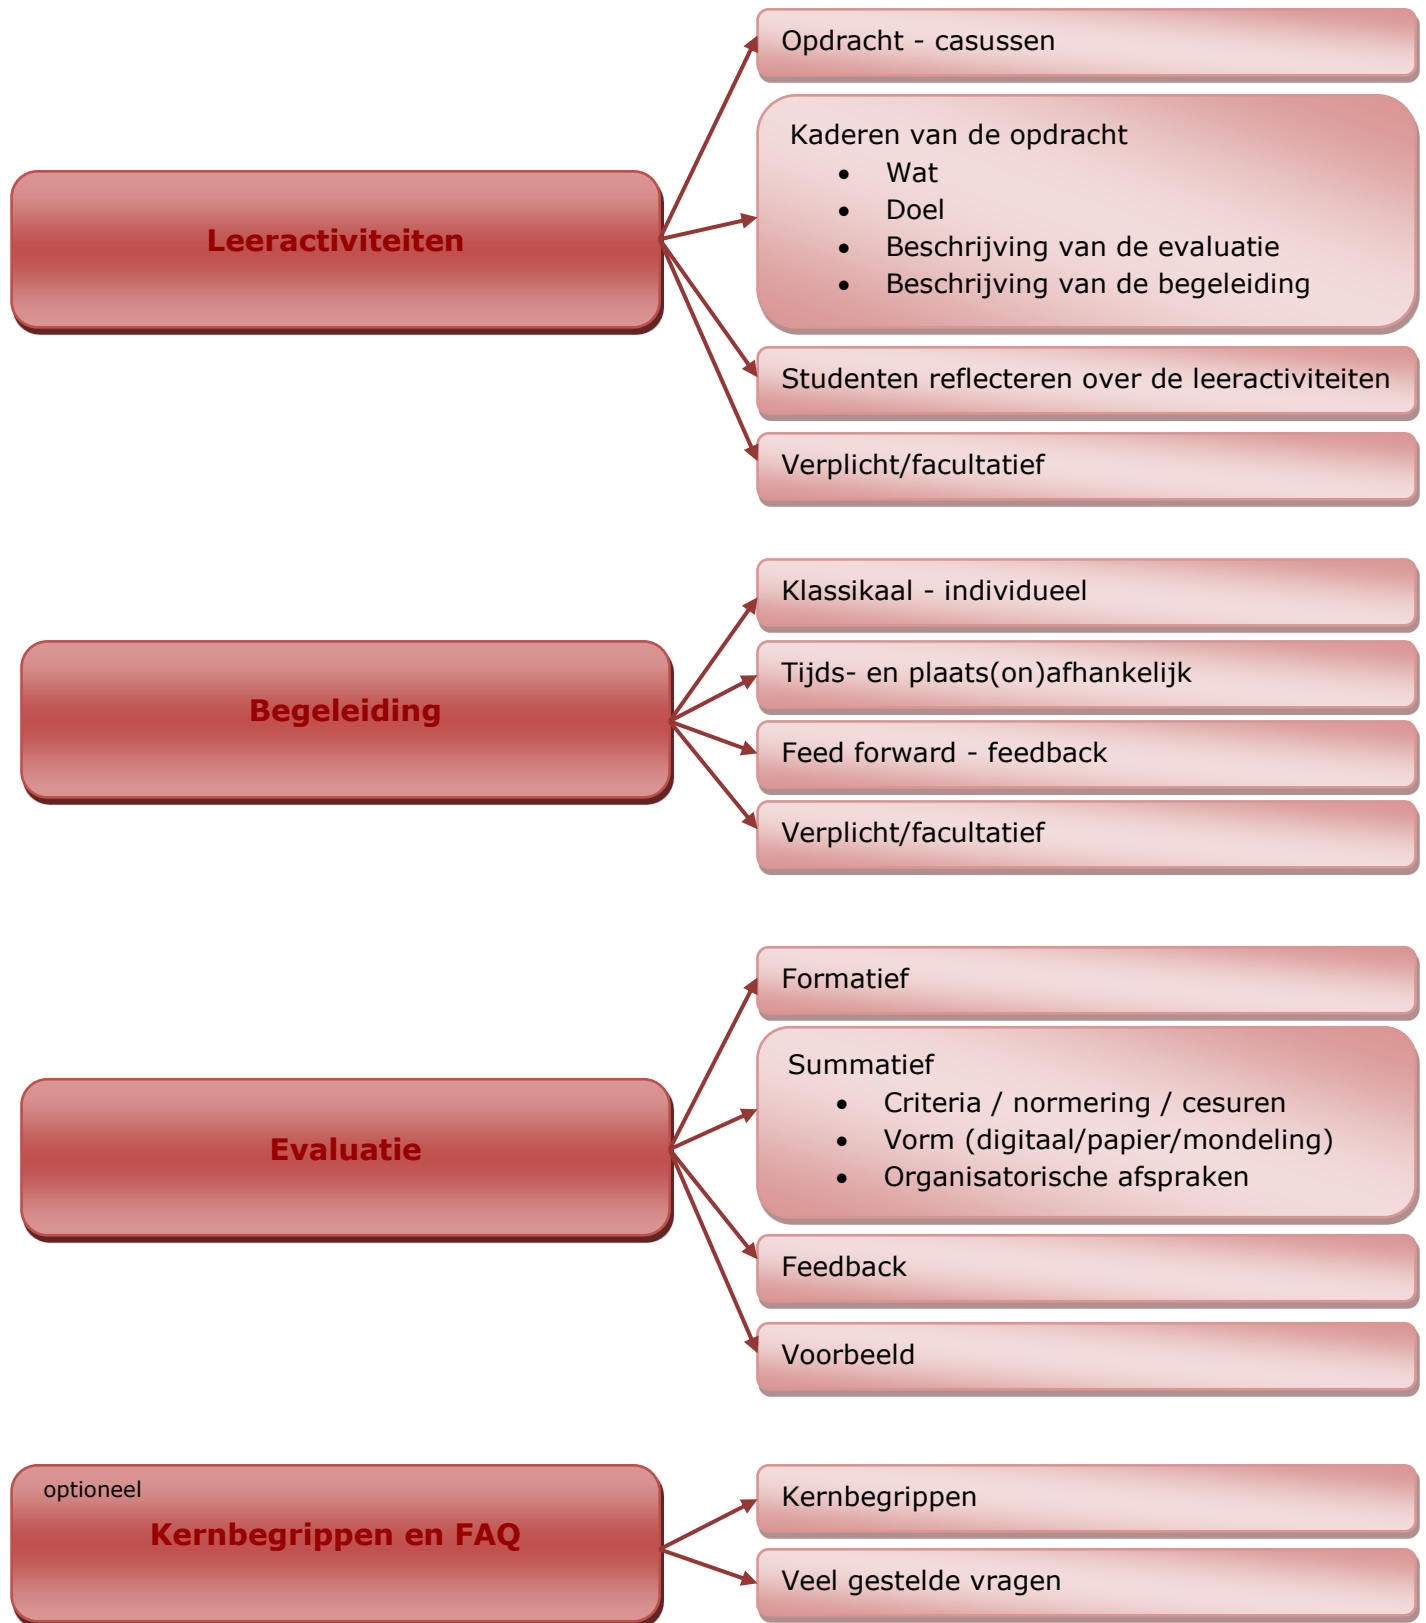 Leeractiviteiten
Opdracht - casussen
Kaderen van de opdracht
• Wat
• Doel
• Beschrijving van de evaluatie
• Beschrijving van de begeleiding
Studenten reflecteren over de leeractiviteiten
Verplicht/facultatief
Begeleiding
Klassikaal - individueel
Tijds- en plaats(on)afhankelijk
Feed forward - feedback
Verplicht/facultatief
Evaluatie
Formatief
Summatief
• Criteria / normering / cesuren
• Vorm (digitaal/papier/mondeling)
• Organisatorische afspraken
Feedback
Voorbeeld
optioneel
Kernbegrippen en FAQ
Kernbegrippen
Veel gestelde vragen